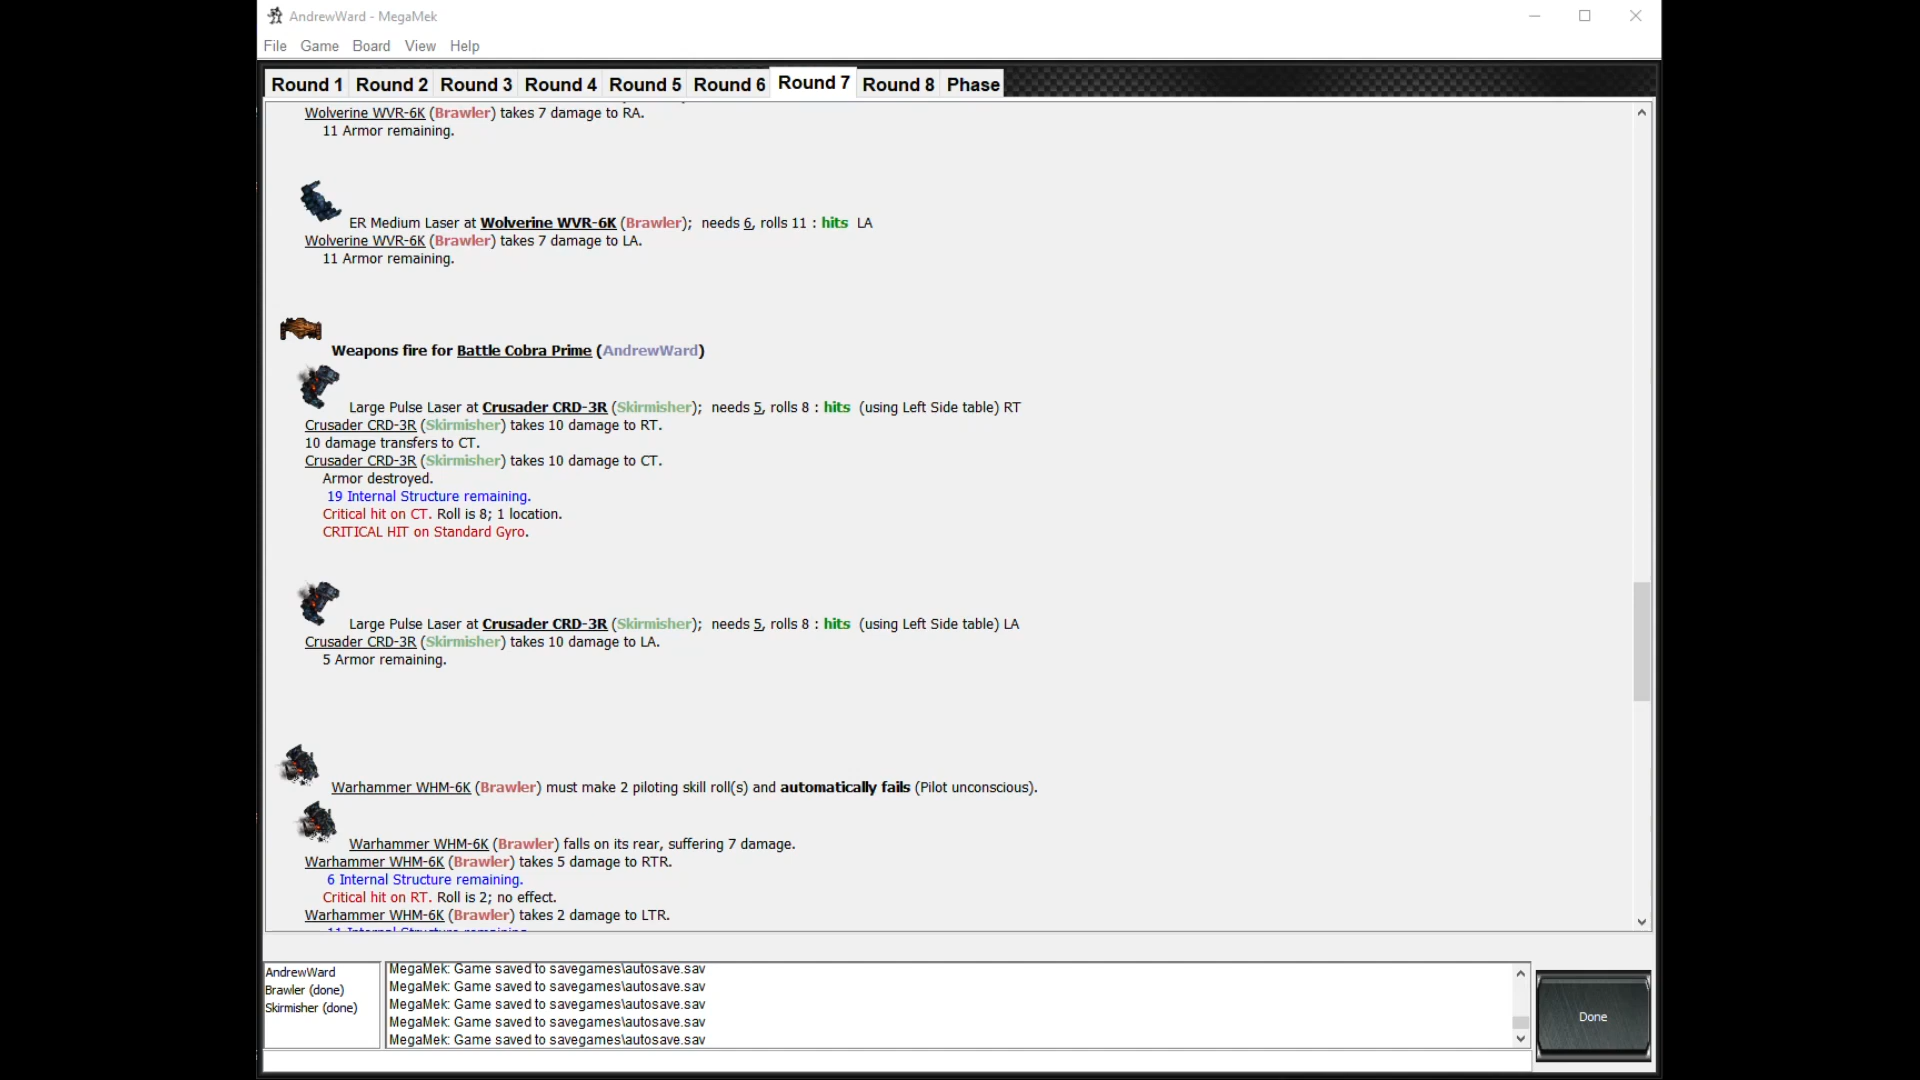 AndrewWard - MegaMek
File Game Board View Help
Round 1 Round 2 Round 3 Round 4 Round 5 Round 6 Round 7 Round 8 Phase
Wolverine WVR-6K (Brawler) takes 7 damage to RA.
11 Armor remaining.
ER Medium Laser at Wolverine WVR-6K (Brawler); needs 6, rolls 11 : hits LA
Wolverine WVR-6K (Brawler) takes 7 damage to LA.
11 Armor remaining.
Weapons fire for Battle Cobra Prime (AndrewWard)
Large Pulse Laser at Crusader CRD-3R (Skirmisher); needs 5, rolls 8 : hits (using Left Side table) RT
Crusader CRD-3R (Skirmisher) takes 10 damage to RT.
10 damage transfers to CT.
Crusader CRD-3R (Skirmisher) takes 10 damage to CT.
Armor destroyed.
19 Internal Structure remaining.
Critical hit on CT. Roll is 8; 1 location.
CRITICAL HIT on Standard Gyro.
Large Pulse Laser at Crusader CRD-3R (Skirmisher); needs 5, rolls 8 : hits (using Left Side table) LA
Crusader CRD-3R (Skirmisher) takes 10 damage to LA.
5 Armor remaining.
Warhammer WHM-6K (Brawler) must make 2 piloting skill roll(s) and automatically fails (Pilot unconscious).
Warhammer WHM-6K (Brawler) falls on its rear, suffering 7 damage.
Warhammer WHM-6K (Brawler) takes 5 damage to RTR.
6 Internal Structure remaining.
Critical hit on RT. Roll is 2; no effect.
Warhammer WHM-6K (Brawler) takes 2 damage to LTR.
11 Internal Structure remaining.
AndrewWard
Brawler (done)
Skirmisher (done)
MegaMek: Game saved to savegames\autosave.sav
MegaMek: Game saved to savegames\autosave.sav
MegaMek: Game saved to savegames\autosave.sav
MegaMek: Game saved to savegames\autosave.sav
MegaMek: Game saved to savegames\autosave.sav
Done